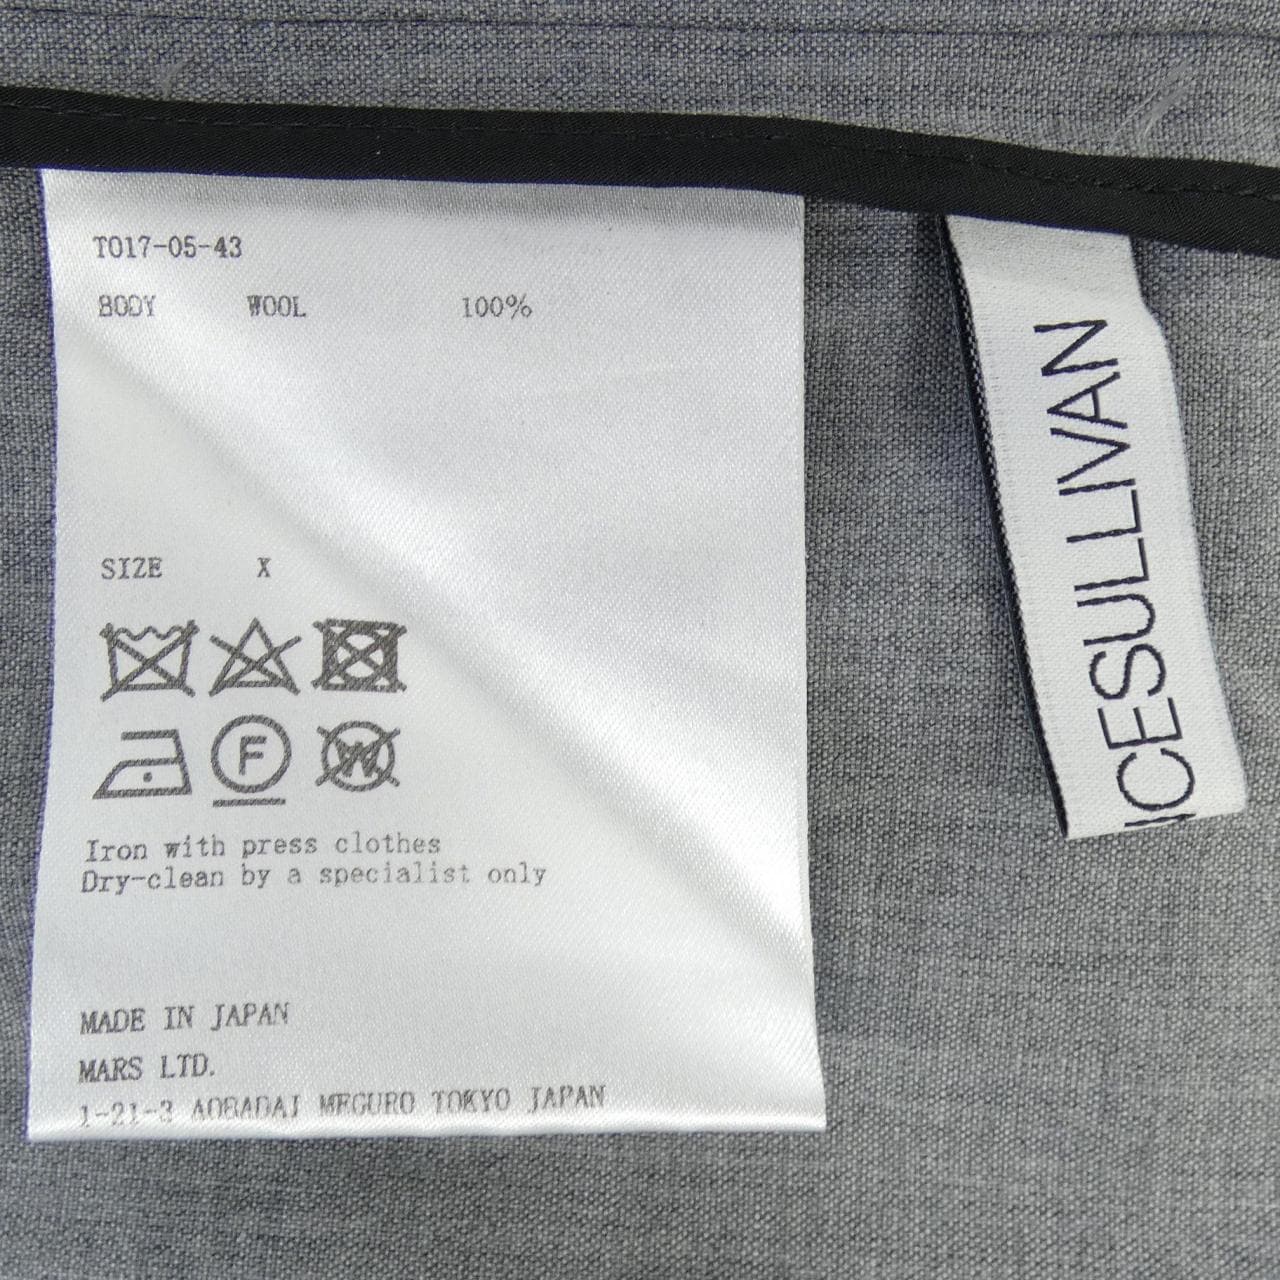 T017-05-43
BODY WOOL 100%
SIZE X
F
W
Iron with press clothes
Dry-clean by a specialist only
MADE IN JAPAN
MARS LTD.
1-21-3 AOBADAI MEGURO TOKYO JAPAN
ICESULLIVAN